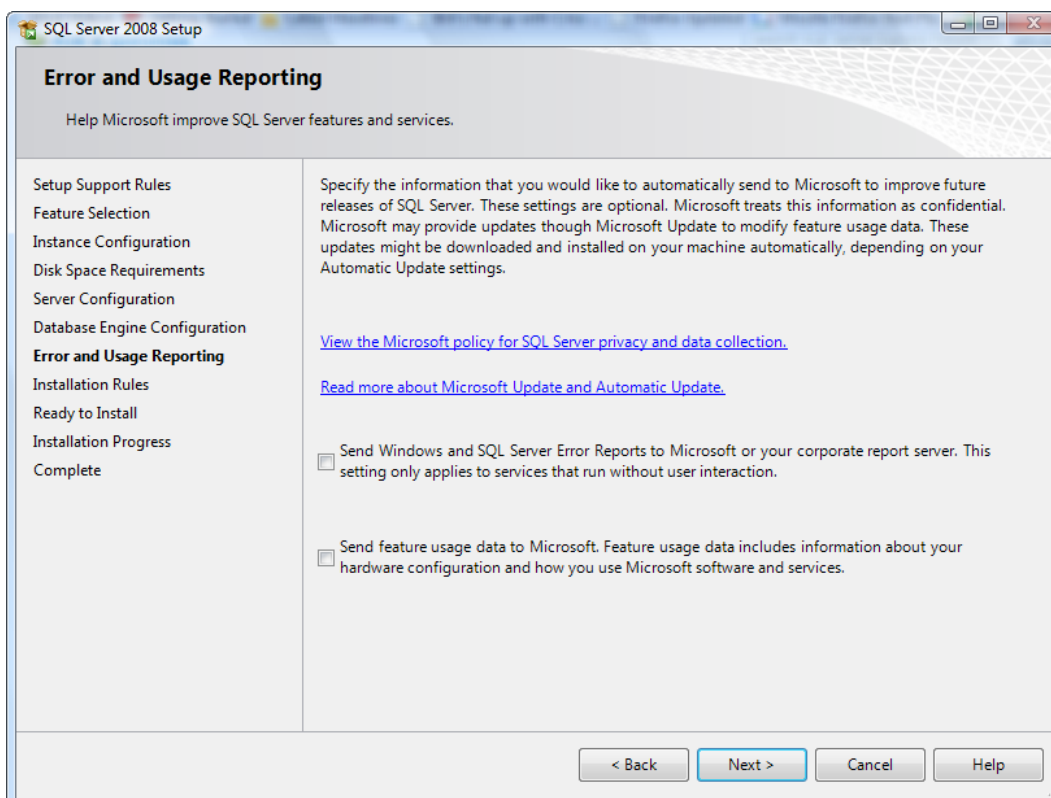 SQL Server 2008 Setup
Error and Usage Reporting
Help Microsoft improve SQL Server features and services.
Setup Support Rules
Feature Selection
Instance Configuration
Disk Space Requirements
Server Configuration
Database Engine Configuration
Error and Usage Reporting
Installation Rules
Ready to Install
Installation Progress
Complete
Specify the information that you would like to automatically send to Microsoft to improve future
releases of SQL Server. These settings are optional. Microsoft treats this information as confidential.
Microsoft may provide updates though Microsoft Update to modify feature usage data. These
updates might be downloaded and installed on your machine automatically, depending on your
Automatic Update settings.
View the Microsoft policy for SQL Server privacy and data collection.
Read more about Microsoft Update and Automatic Update.
Send Windows and SQL Server Error Reports to Microsoft or your corporate report server. This
setting only applies to services that run without user interaction.
Send feature usage data to Microsoft. Feature usage data includes information about your
hardware configuration and how you use Microsoft software and services.
< Back
Next >
Cancel
Help